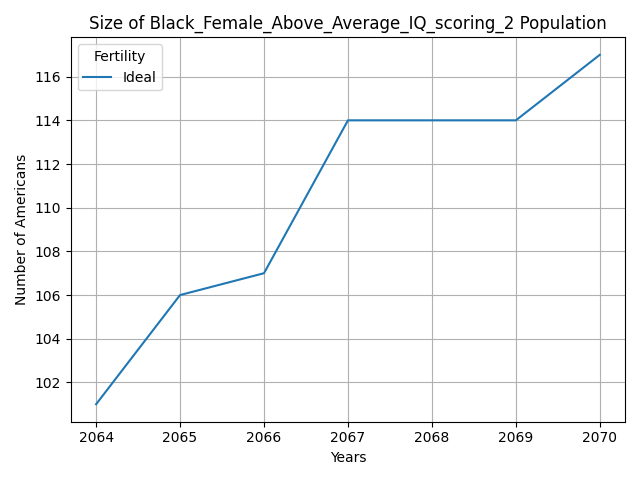 Size of Black_Female_Above_Average_IQ_scoring_2 Population
Fertility
Ideal
Number of Americans
116
114
112
110
108
106
104
102
2064 2065 2066 2067 2068 2069 2070
Years